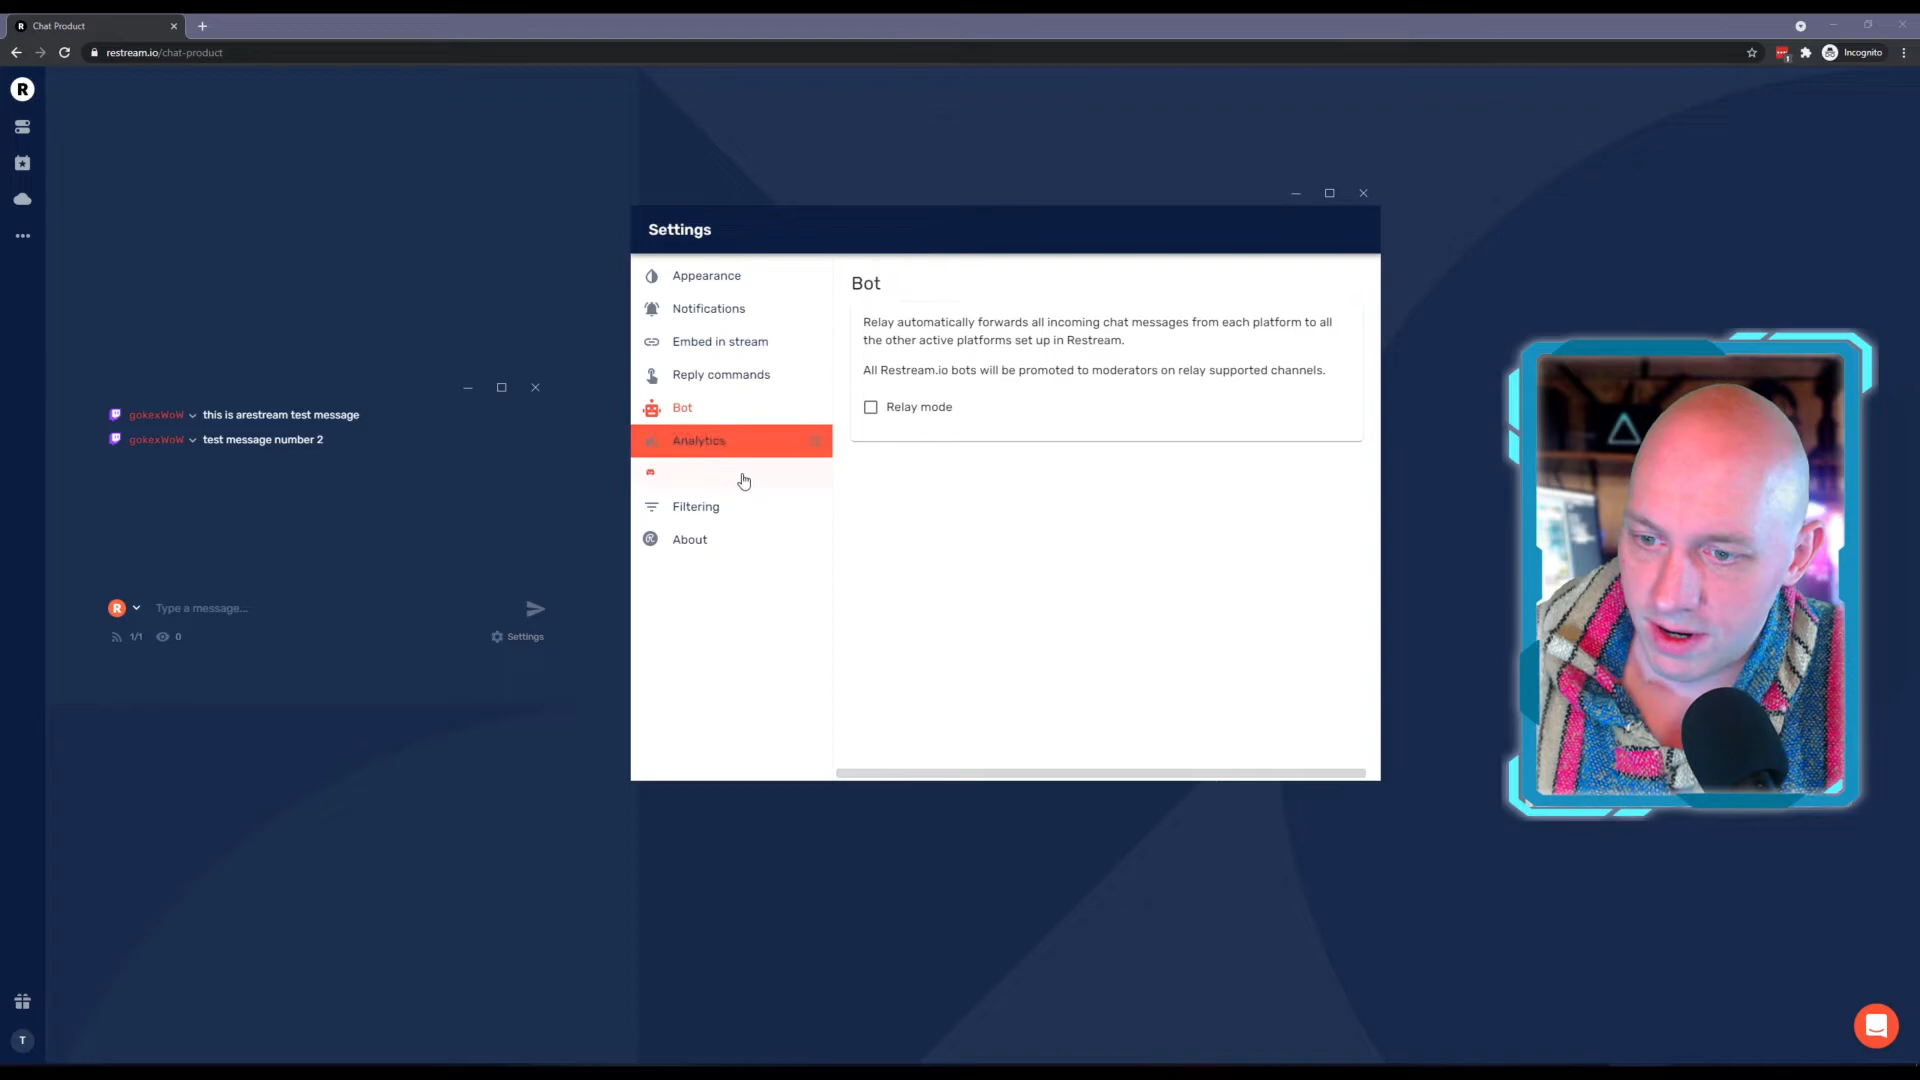 Chat Product
restream.io/chat-product
1
Incognito
R
Settings
Appearance
Notifications
Embed in stream
Reply commands
Bot
Analytics
Filtering
About
Bot
Relay automatically forwards all incoming chat messages from each platform to all
the other active platforms set up in Restream.
All Restream.io bots will be promoted to moderators on relay supported channels.
Relay mode
gokexWoW this is arestream test message
gokexWoW test message number 2
R Type a message...
1/1 0 Settings
T